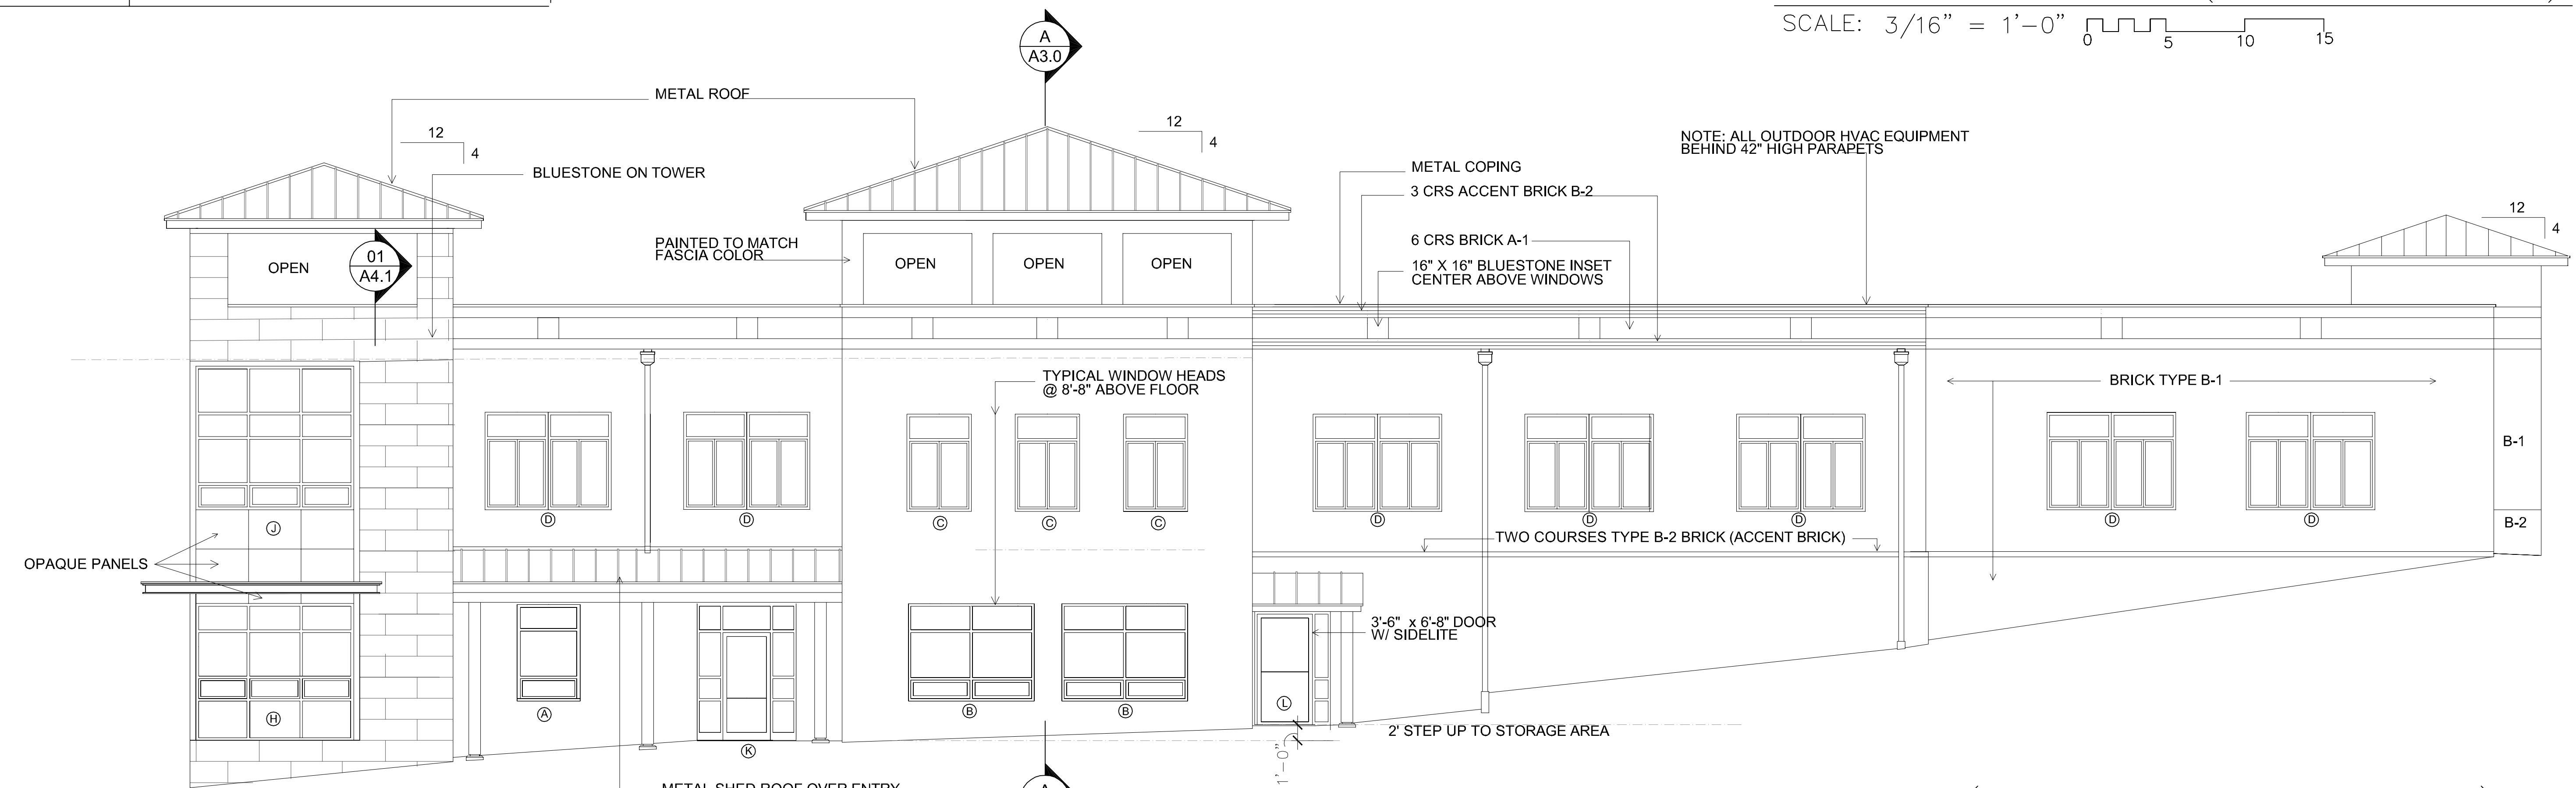 SCALE: 3/16" = 1'-0"
0 5 10 15
A
A3.0
METAL ROOF
12
4
12
4
NOTE: ALL OUTDOOR HVAC EQUIPMENT
BEHIND 42" HIGH PARAPETS
BLUESTONE ON TOWER
METAL COPING
3 CRS ACCENT BRICK B-2
12
4
PAINTED TO MATCH
FASCIA COLOR
6 CRS BRICK A-1
16" X 16" BLUESTONE INSET
CENTER ABOVE WINDOWS
OPEN
01
A4.1
OPEN
OPEN
OPEN
TYPICAL WINDOW HEADS
@ 8'-8" ABOVE FLOOR
BRICK TYPE B-1
B-1
D
D
C
C
C
D
D
D
D
D
B-2
J
TWO COURSES TYPE B-2 BRICK (ACCENT BRICK)
OPAQUE PANELS
3'-6" x 6'-8" DOOR
W/ SIDELITE
H
A
K
B
B
L
2' STEP UP TO STORAGE AREA
1'-0"
METAL SHED ROOF OVER ENTRY
A